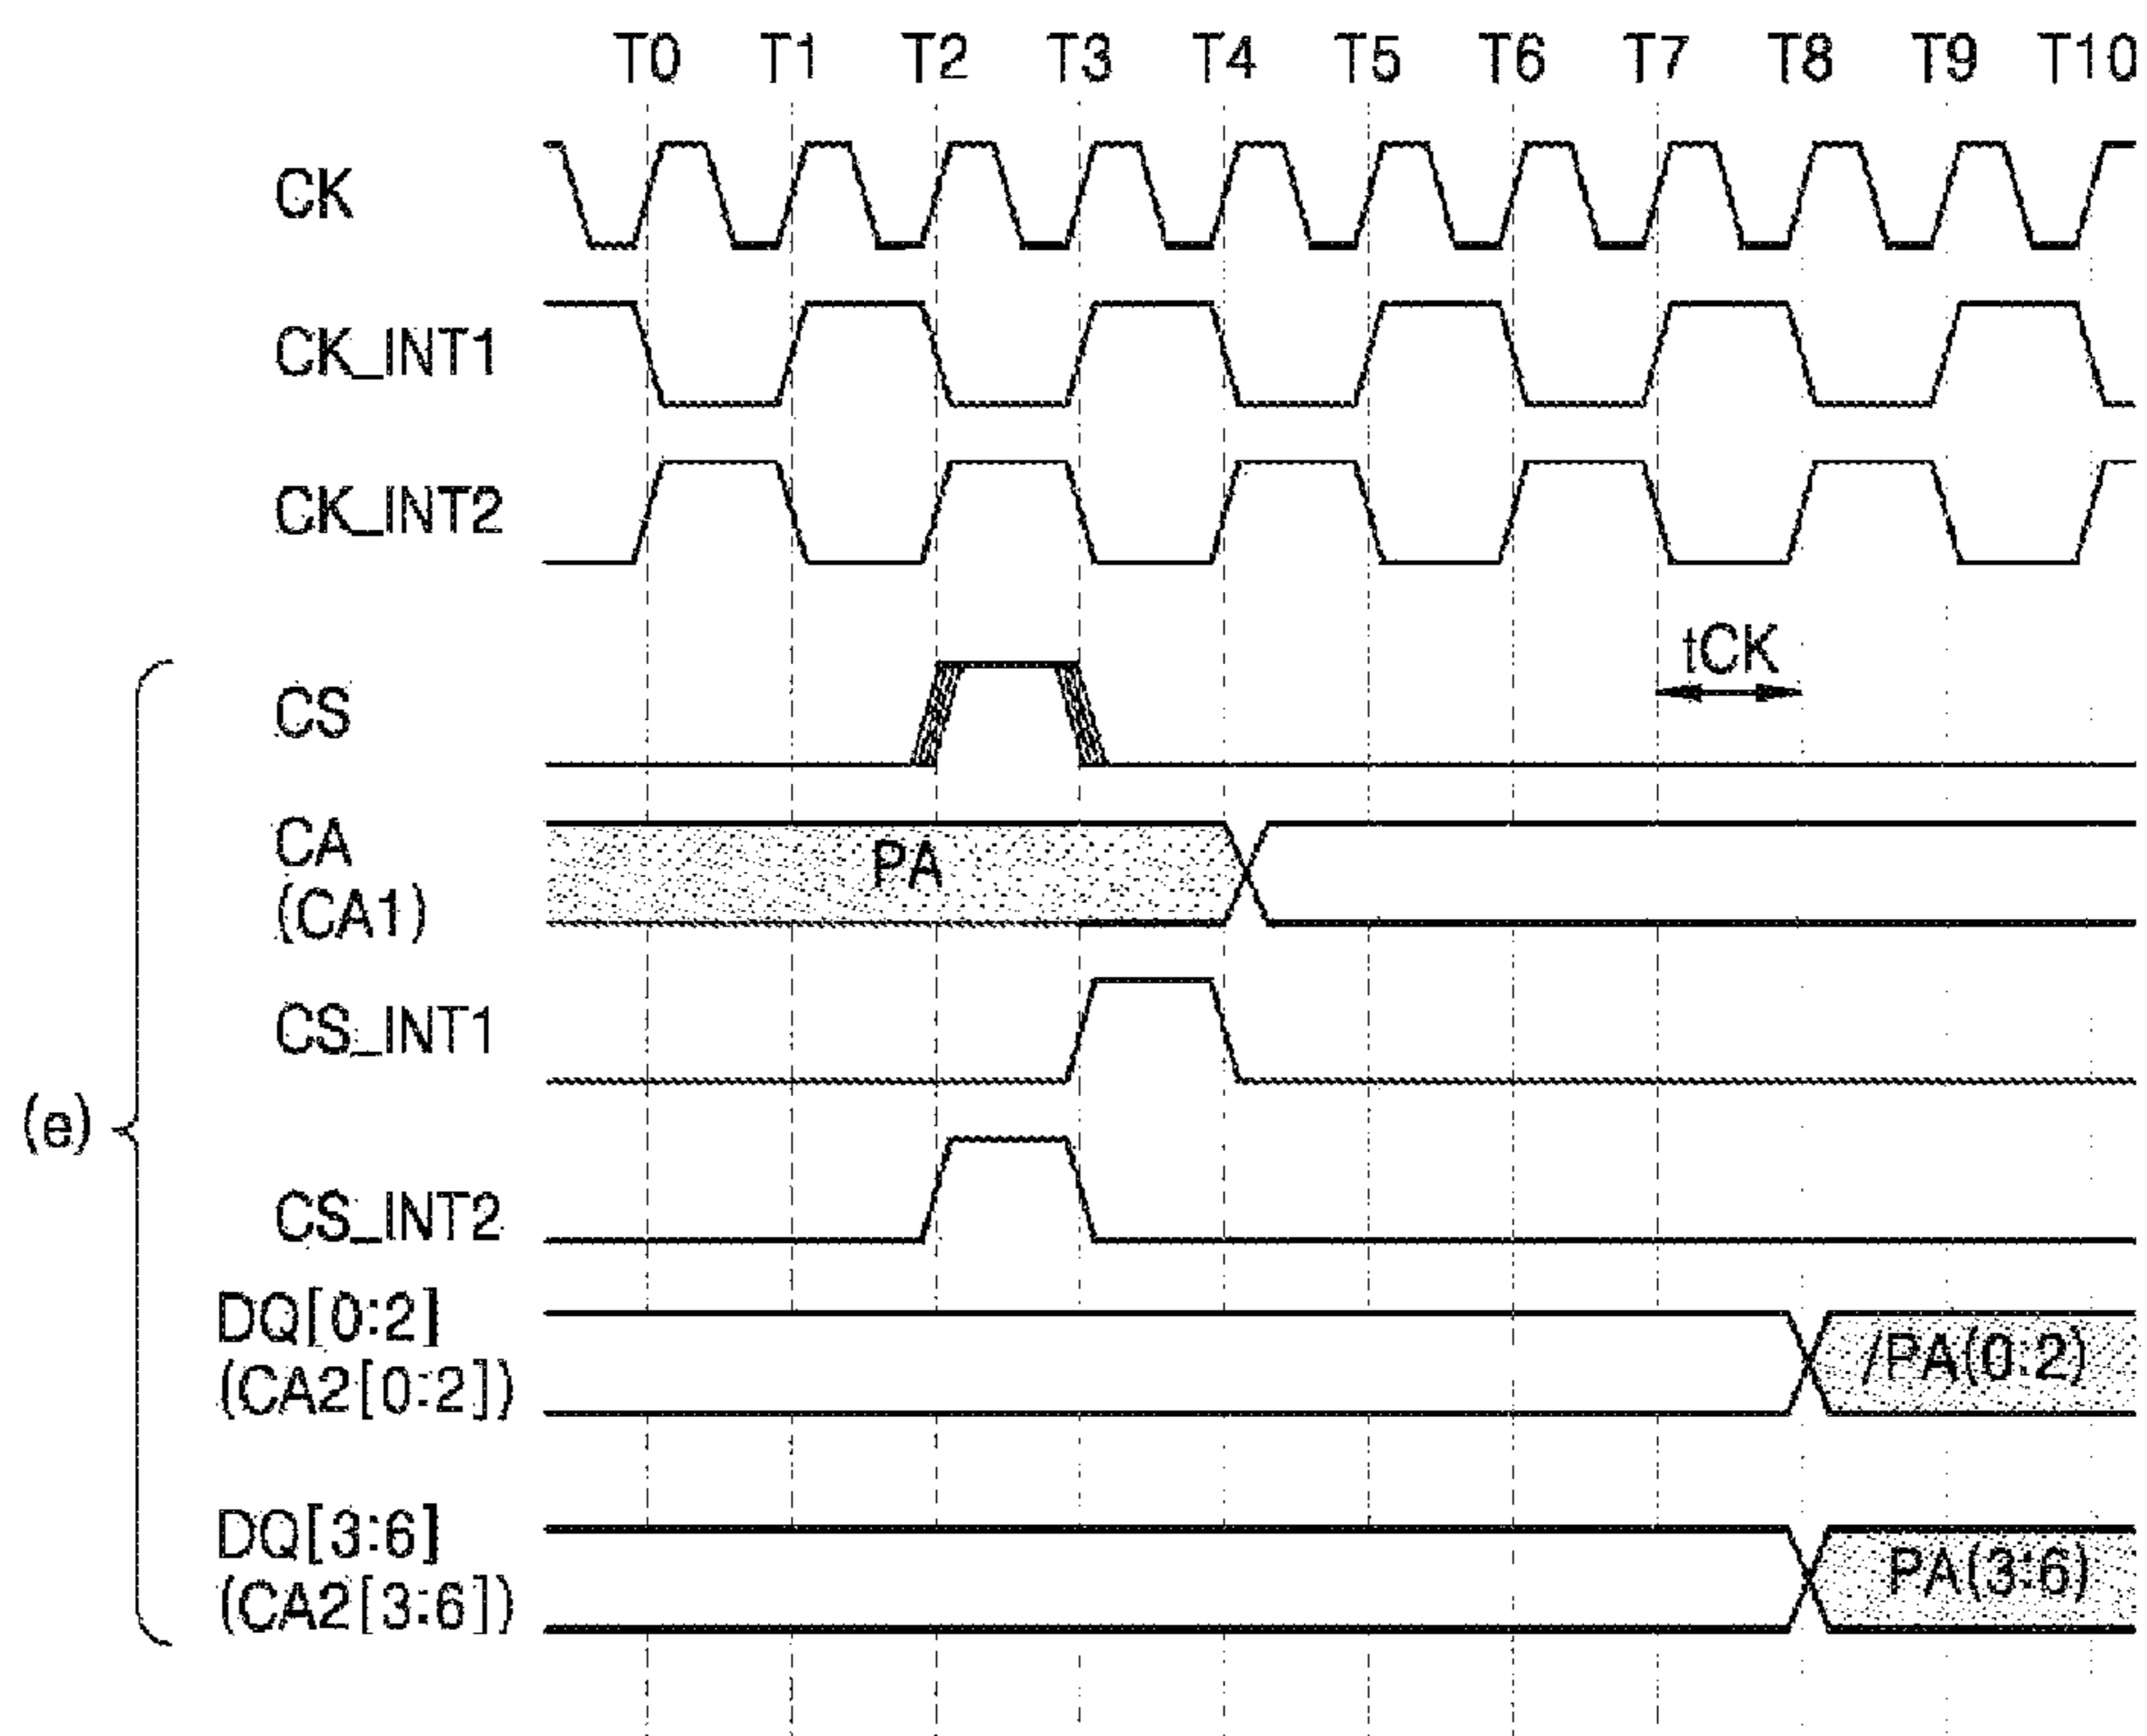 T0 T1 T2 T3 T4 T5 T6 T7 T8 T9 T10
CK
CK_INT1
CK_INT2
tCK
CS
CA
(CA1)
PA
CS_INT1
(e)
CS_INT2
DQ[0:2]
(CA2[0:2])
/PA(0:2)
DQ[3:6]
(CA2[3:6])
PA(3:6)